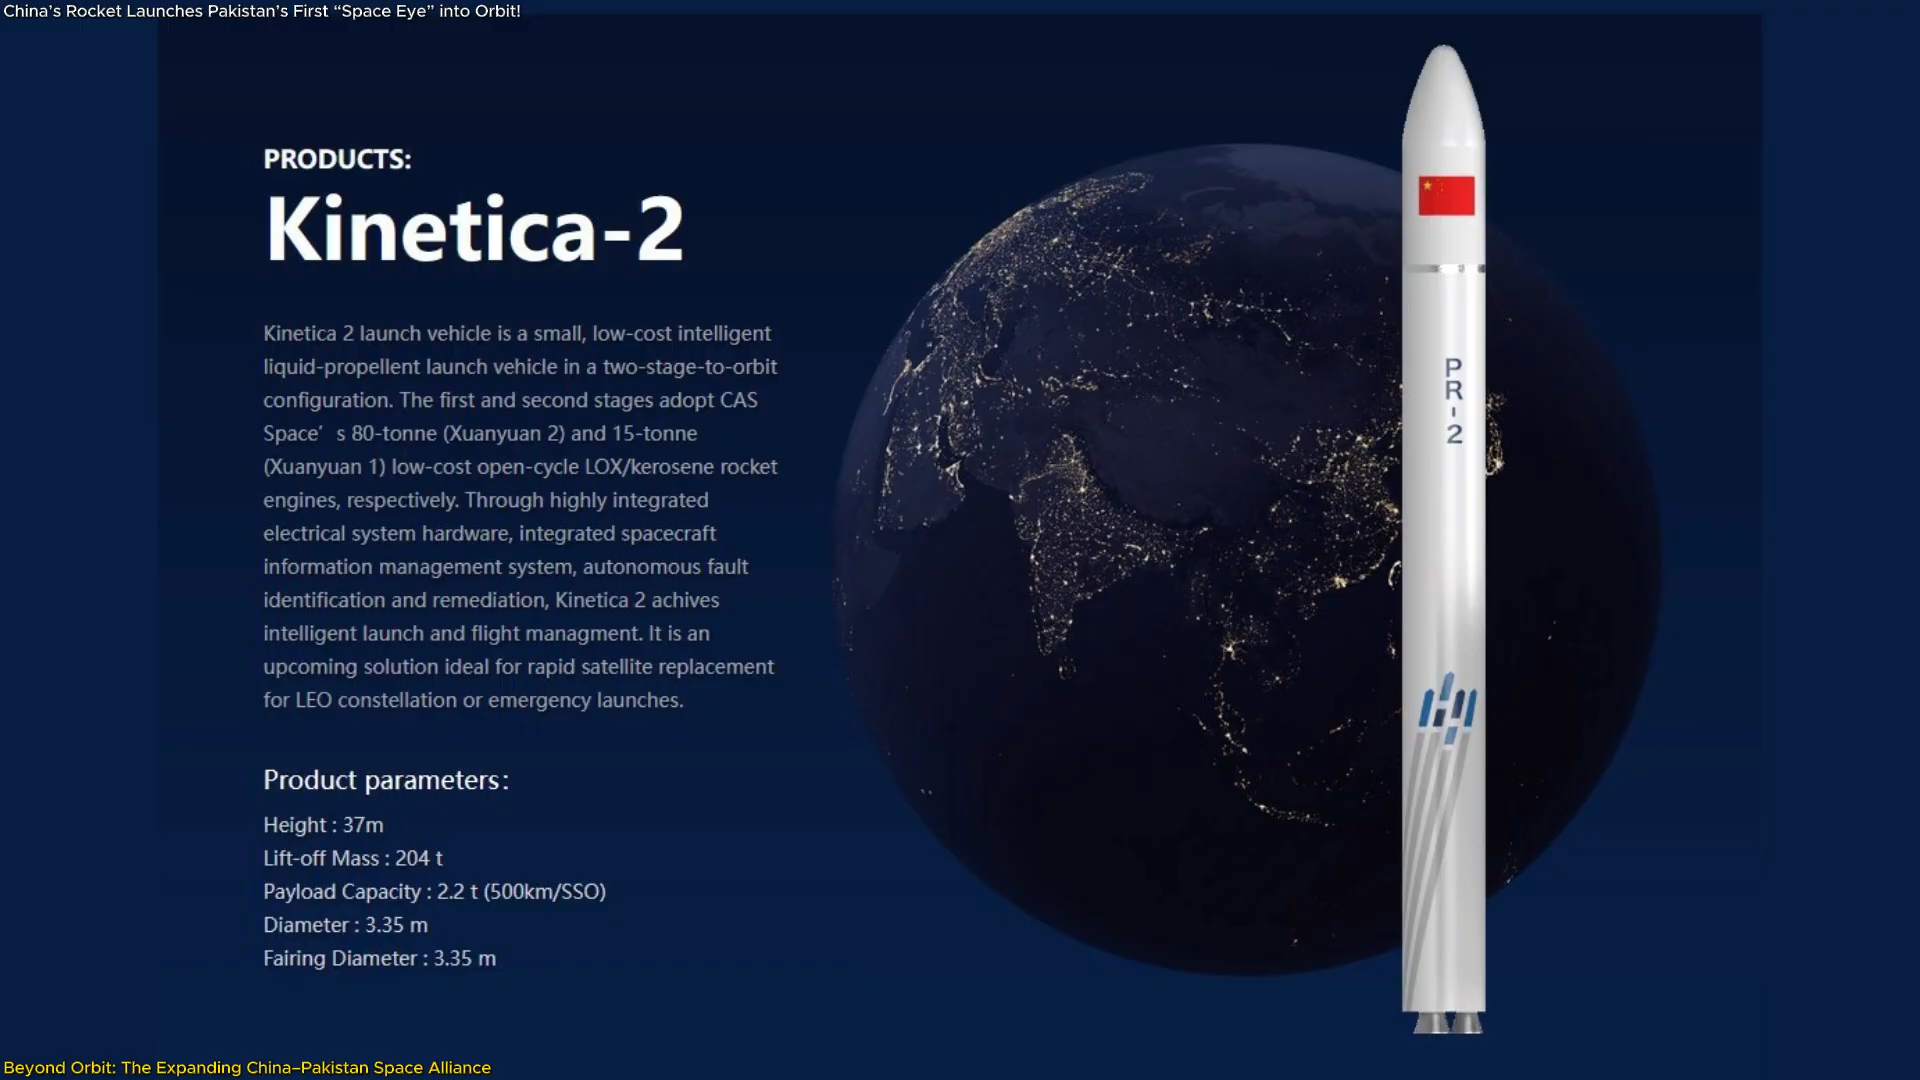 China’s Rocket Launches Pakistan’s First “Space Eye” into Orbit!
PRODUCTS:
Kinetica-2
Kinetica 2 launch vehicle is a small, low-cost intelligent
liquid-propellent launch vehicle in a two-stage-to-orbit
configuration. The first and second stages adopt CAS
Space’ s 80-tonne (Xuanyuan 2) and 15-tonne
(Xuanyuan 1) low-cost open-cycle LOX/kerosene rocket
engines, respectively. Through highly integrated
electrical system hardware, integrated spacecraft
information management system, autonomous fault
identification and remediation, Kinetica 2 achives
intelligent launch and flight managment. It is an
upcoming solution ideal for rapid satellite replacement
for LEO constellation or emergency launches.
Product parameters:
Height : 37m
Lift-off Mass : 204 t
Payload Capacity : 2.2 t (500km/SSO)
Diameter : 3.35 m
Fairing Diameter : 3.35 m
PR-2
Beyond Orbit: The Expanding China–Pakistan Space Alliance